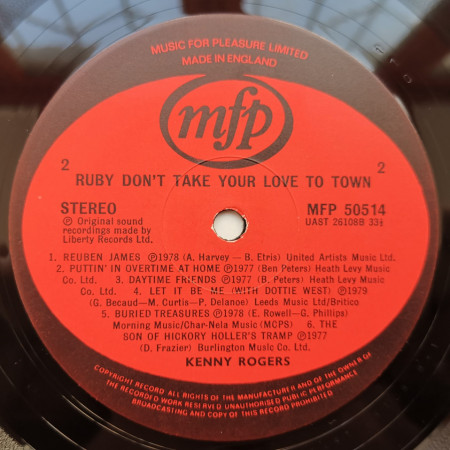 MUSIC FOR PLEASURE LIMITED
MADE IN ENGLAND
mfp
2 2
RUBY DON'T TAKE YOUR LOVE TO TOWN
STEREO MFP 50514
℗ Original sound UAST 26108B 33⅓
recordings made by
Liberty Records Ltd.
1. REUBEN JAMES ℗1978 (A. Harvey — B. Etris) United Artists Music Ltd.
2. PUTTIN' IN OVERTIME AT HOME ℗1977 (Ben Peters) Heath Levy Music
Co. Ltd. 3. DAYTIME FRIENDS ℗1977 (B. Peters) Heath Levy Music
Co. Ltd. 4. LET IT BE ME (WITH DOTTIE WEST) ℗1979
(G. Becaud—M. Curtis—P. Delanoe) Leeds Music Ltd/Britico
5. BURIED TREASURES ℗1978 (E. Rowell—G. Phillips)
Morning Music/Char-Nela Music (MCPS) 6. THE
SON OF HICKORY HOLLER'S TRAMP ℗1977
(D. Frazier) Burlington Music Co. Ltd
KENNY ROGERS
COPYRIGHT RECORD ALL RIGHTS OF THE MANUFACTURER AND OF THE OWNER OF
THE RECORDED WORK RESERVED UNAUTHORISED PUBLIC PERFORMANCE
BROADCASTING AND COPY OF THIS RECORD PROHIBITED